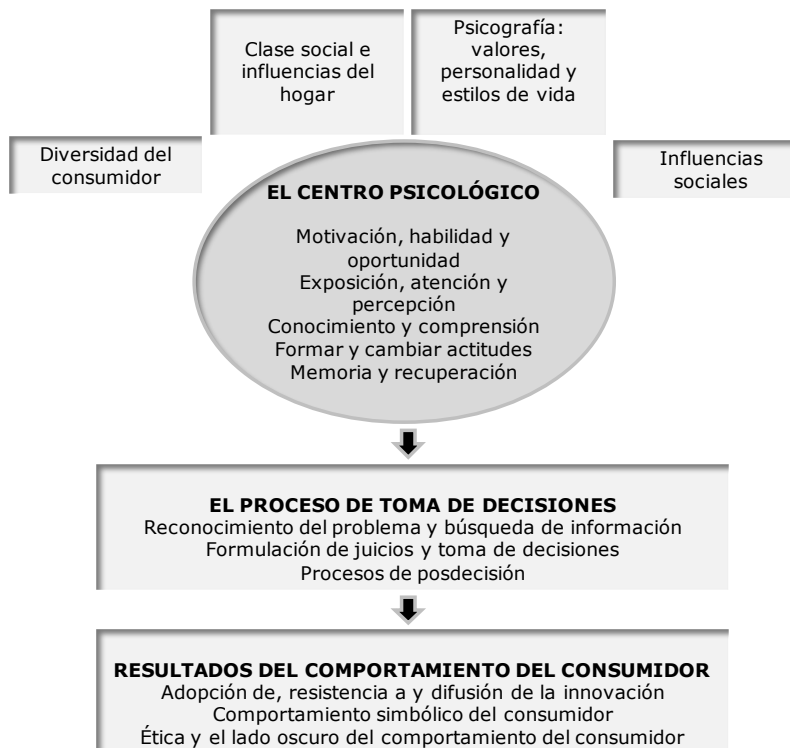 Clase social e
influencias del
hogar
Psicografía:
valores,
personalidad y
estilos de vida
Diversidad del
consumidor
Influencias
sociales
EL CENTRO PSICOLÓGICO
Motivación, habilidad y
oportunidad
Exposición, atención y
percepción
Conocimiento y comprensión
Formar y cambiar actitudes
Memoria y recuperación
EL PROCESO DE TOMA DE DECISIONES
Reconocimiento del problema y búsqueda de información
Formulación de juicios y toma de decisiones
Procesos de posdecisión
RESULTADOS DEL COMPORTAMIENTO DEL CONSUMIDOR
Adopción de, resistencia a y difusión de la innovación
Comportamiento simbólico del consumidor
Ética y el lado oscuro del comportamiento del consumidor